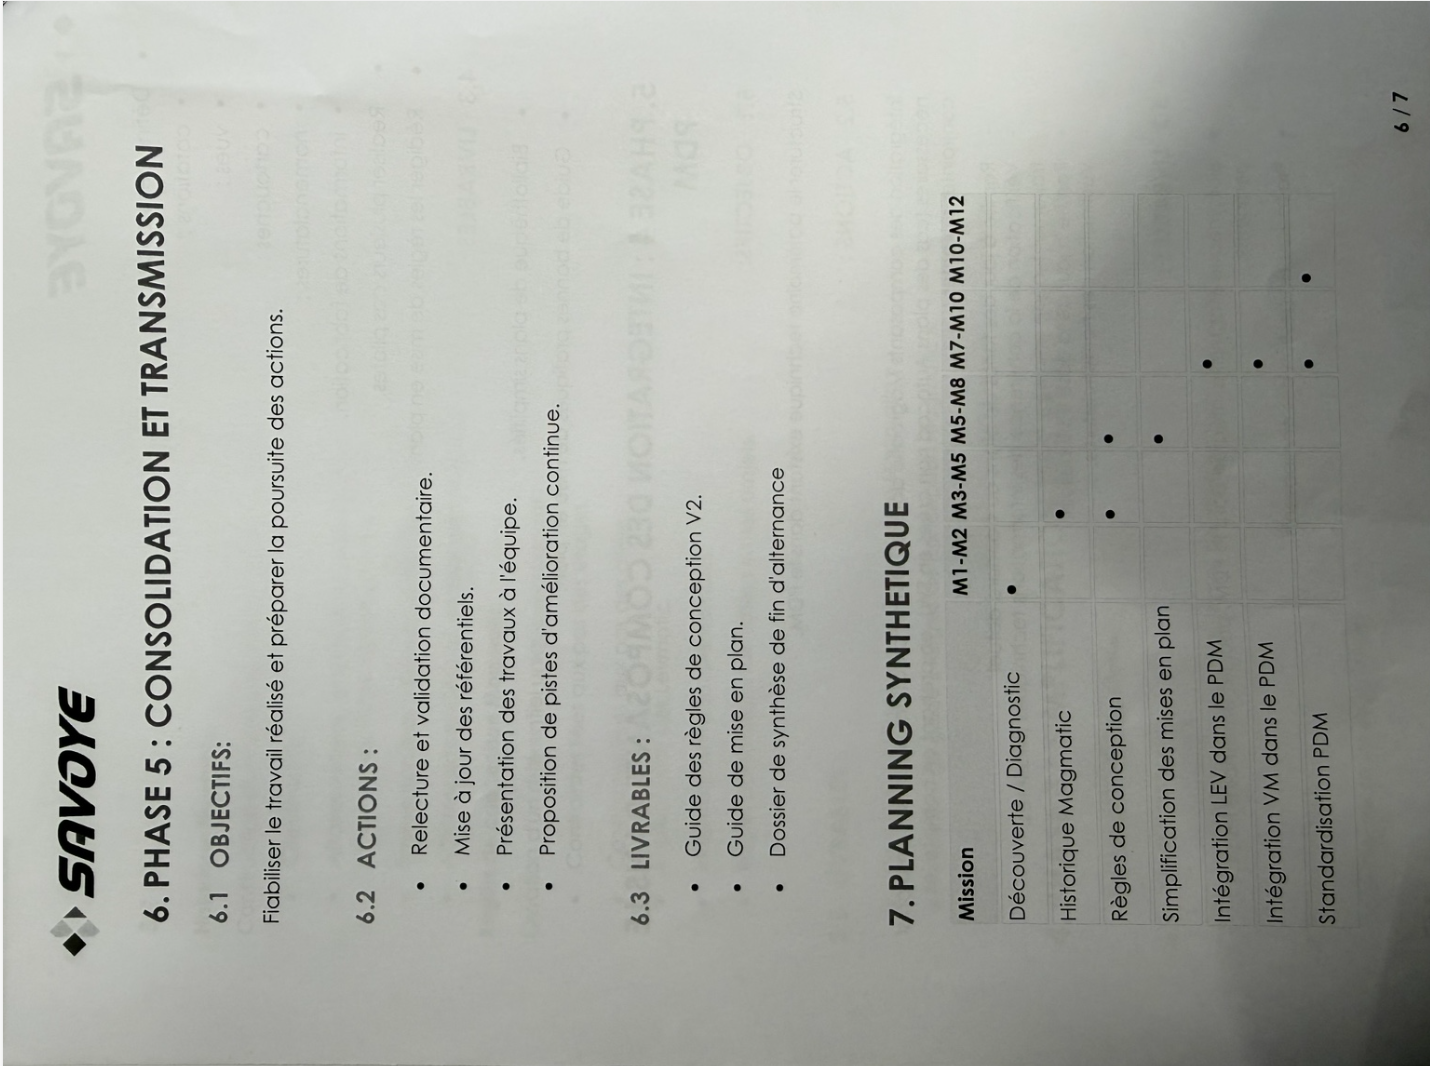 SAVOYE
6. PHASE 5 : CONSOLIDATION ET TRANSMISSION
6.1 OBJECTIFS:
Fiabiliser le travail réalisé et préparer la poursuite des actions.
6.2 ACTIONS :
• Relecture et validation documentaire.
• Mise à jour des référentiels.
• Présentation des travaux à l'équipe.
• Proposition de pistes d'amélioration continue.
6.3 LIVRABLES :
• Guide des règles de conception V2.
• Guide de mise en plan.
• Dossier de synthèse de fin d'alternance
7. PLANNING SYNTHETIQUE
Mission M1-M2 M3-M5 M5-M8 M7-M10 M10-M12
Découverte / Diagnostic •
Historique Magmatic •
Règles de conception • •
Simplification des mises en plan •
Intégration LEV dans le PDM •
Intégration VM dans le PDM •
Standardisation PDM • •
6 / 7